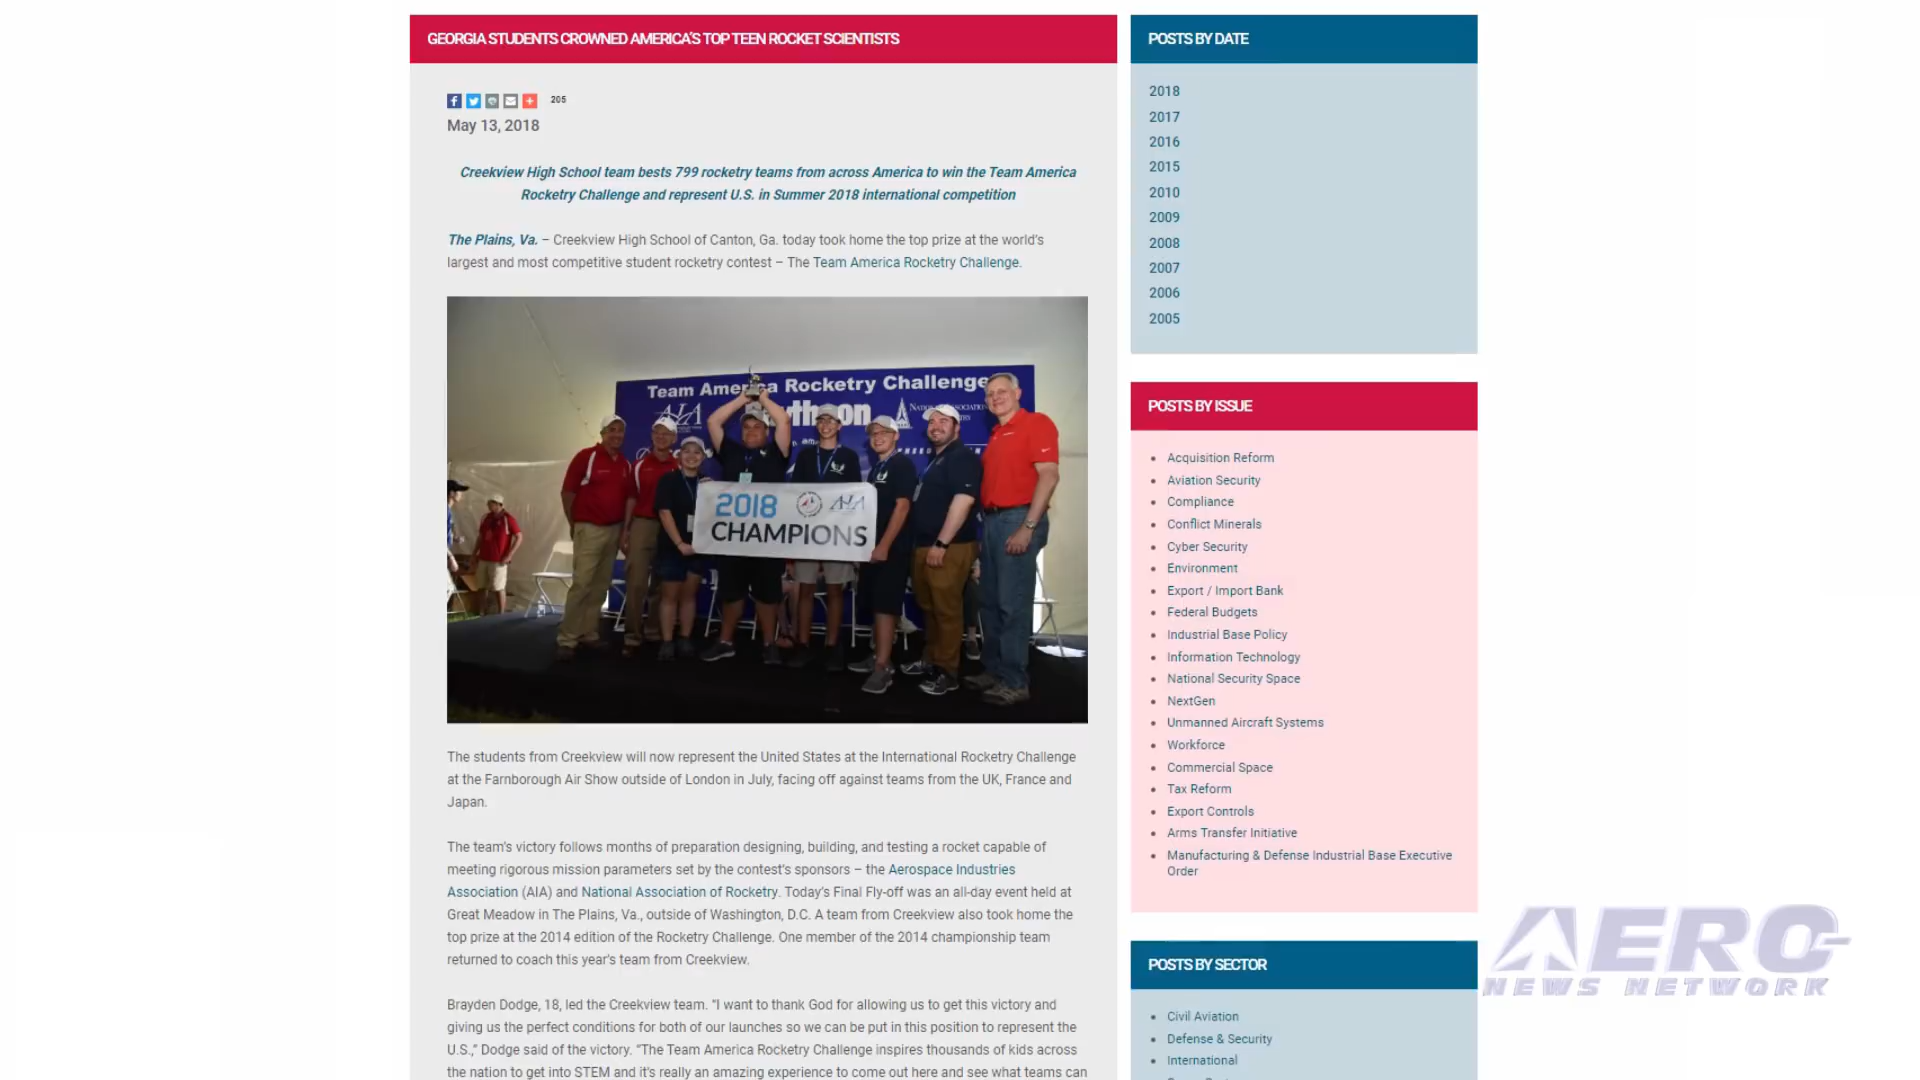 GEORGIA STUDENTS CROWNED AMERICA'S TOP TEEN ROCKET SCIENTISTS
205
May 13, 2018
Creekview High School team bests 799 rocketry teams from across America to win the Team America
Rocketry Challenge and represent U.S. in Summer 2018 international competition
The Plains, Va. – Creekview High School of Canton, Ga. today took home the top prize at the world's
largest and most competitive student rocketry contest – The Team America Rocketry Challenge.
Team America Rocketry Challenge
AIA
2018
AIA
CHAMPIONS
The students from Creekview will now represent the United States at the International Rocketry Challenge
at the Farnborough Air Show outside of London in July, facing off against teams from the UK, France and
Japan.
The team's victory follows months of preparation designing, building, and testing a rocket capable of
meeting rigorous mission parameters set by the contest's sponsors – the Aerospace Industries
Association (AIA) and National Association of Rocketry. Today's Final Fly-off was an all-day event held at
Great Meadow in The Plains, Va., outside of Washington, D.C. A team from Creekview also took home the
top prize at the 2014 edition of the Rocketry Challenge. One member of the 2014 championship team
returned to coach this year's team from Creekview.
Brayden Dodge, 18, led the Creekview team. "I want to thank God for allowing us to get this victory and
giving us the perfect conditions for both of our launches so we can be put in this position to represent the
U.S.," Dodge said of the victory. "The Team America Rocketry Challenge inspires thousands of kids across
the nation to get into STEM and it's really an amazing experience to come out here and see what teams can
POSTS BY DATE
2018
2017
2016
2015
2010
2009
2008
2007
2006
2005
POSTS BY ISSUE
Acquisition Reform
Aviation Security
Compliance
Conflict Minerals
Cyber Security
Environment
Export / Import Bank
Federal Budgets
Industrial Base Policy
Information Technology
National Security Space
NextGen
Unmanned Aircraft Systems
Workforce
Commercial Space
Tax Reform
Export Controls
Arms Transfer Initiative
Manufacturing & Defense Industrial Base Executive
Order
POSTS BY SECTOR
Civil Aviation
Defense & Security
International
AERO
NEWS NETWORK